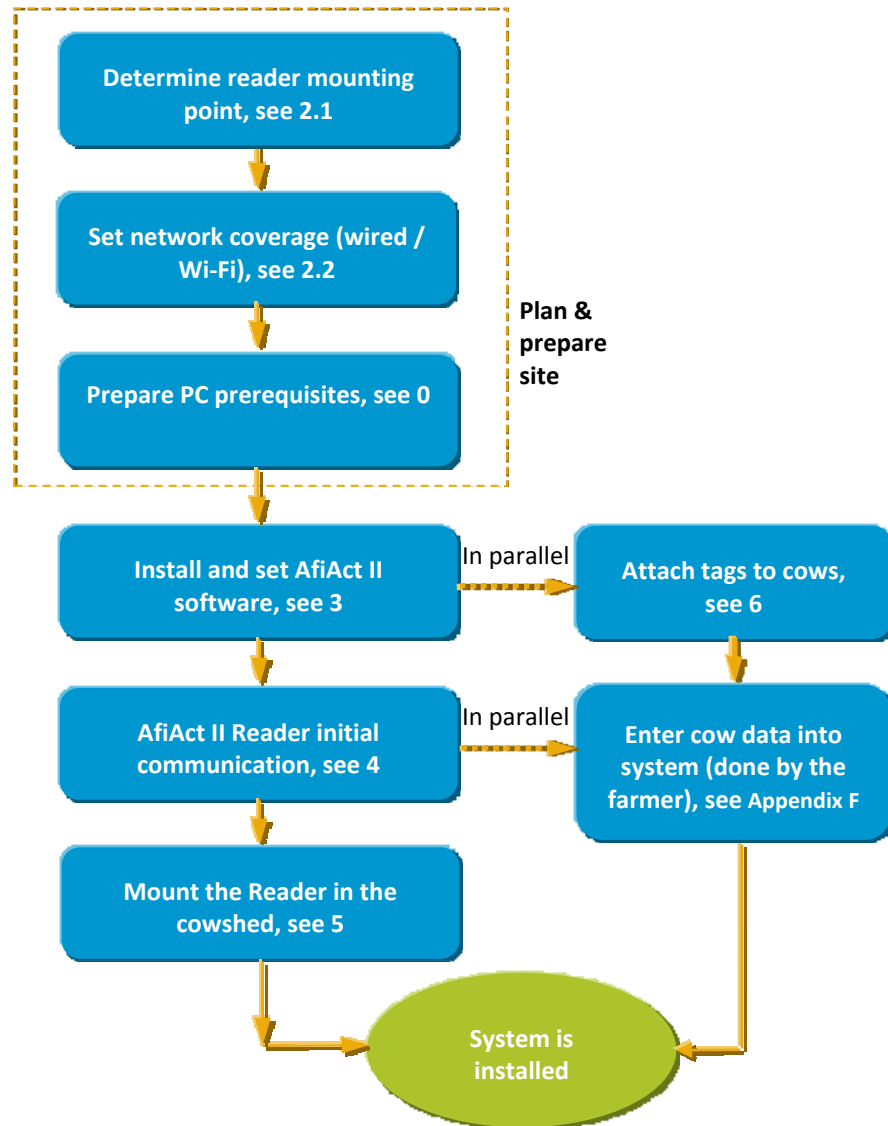 Determine reader mounting
point, see 2.1
Set network coverage (wired /
Wi-Fi), see 2.2
Plan &
prepare
site
Prepare PC prerequisites, see 0
Install and set AfiAct II
software, see 3
In parallel
Attach tags to cows,
see 6
AfiAct II Reader initial
communication, see 4
In parallel
Enter cow data into
system (done by the
farmer), see Appendix F
Mount the Reader in the
cowshed, see 5
System is
installed